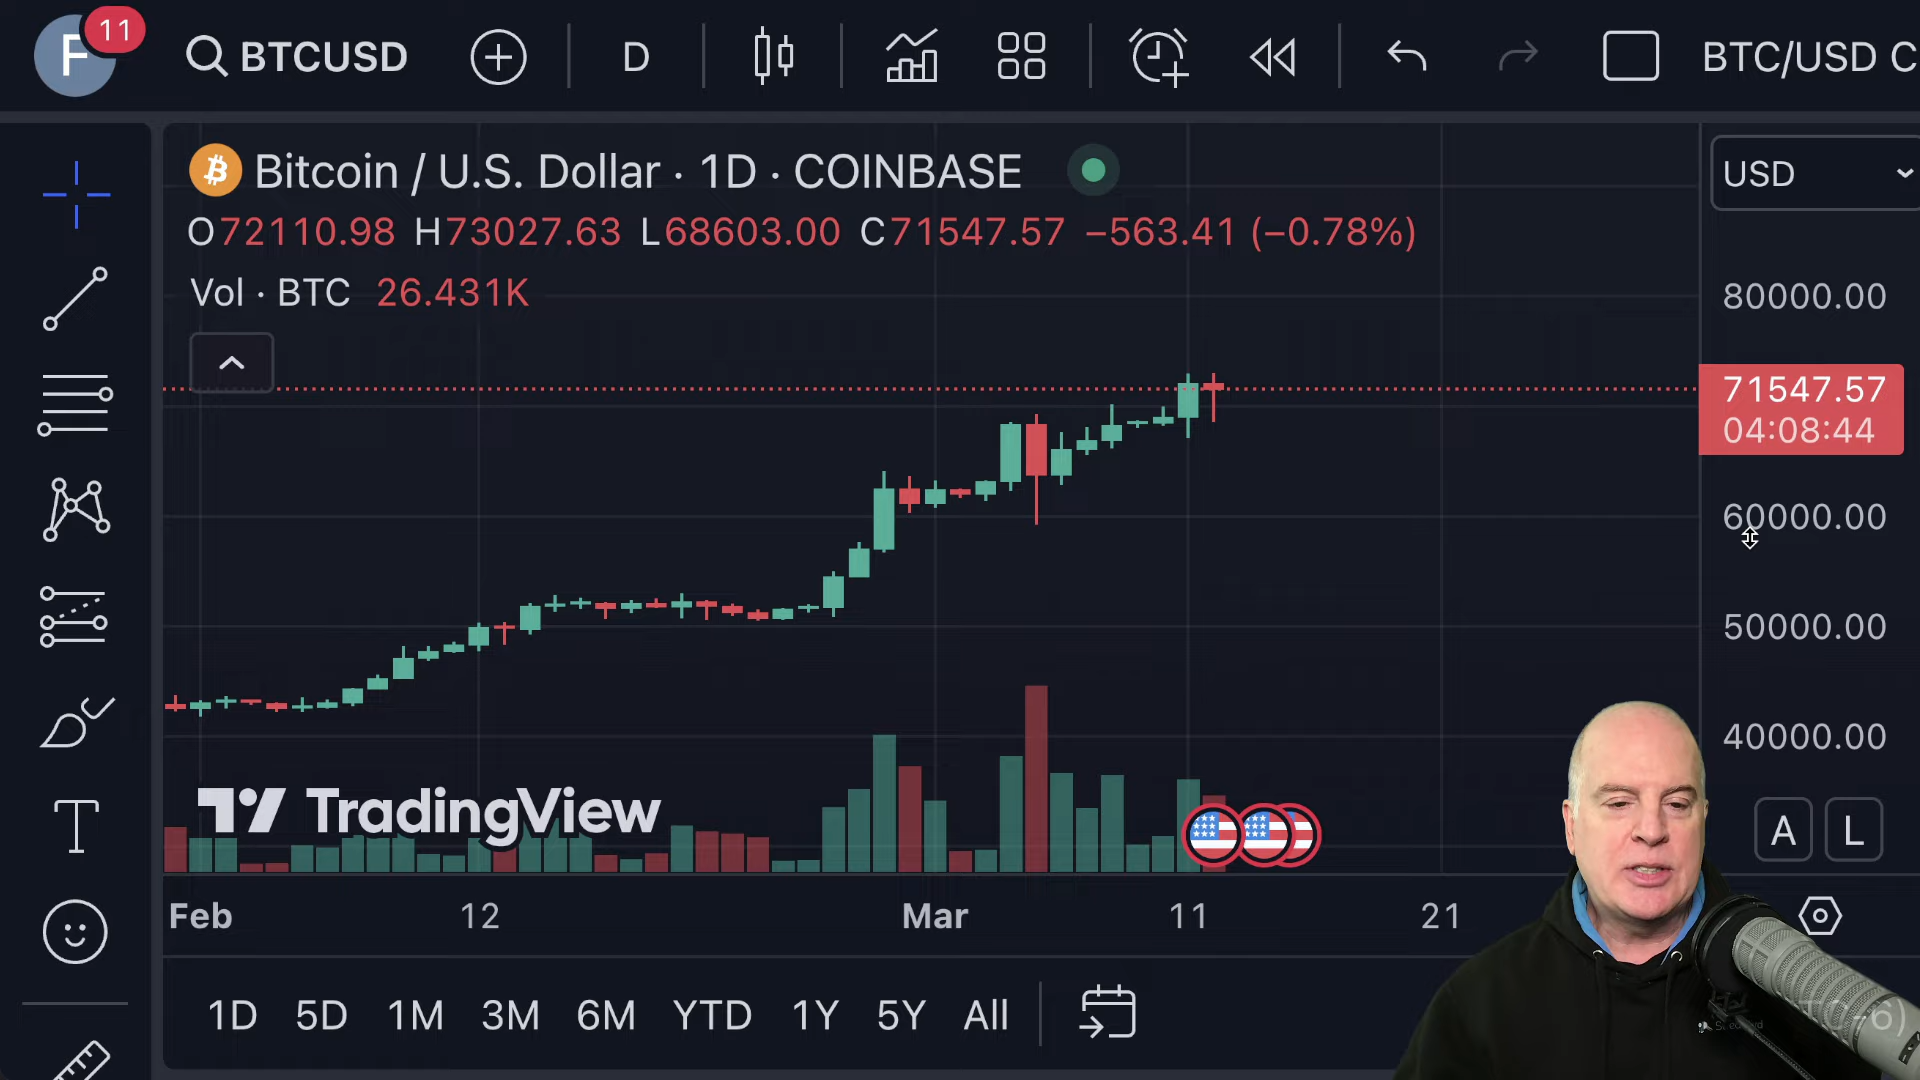 F 11 BTCUSD D BTC/USD C
Bitcoin / U.S. Dollar · 1D · COINBASE
USD
O72110.98 H73027.63 L68603.00 C71547.57 −563.41 (−0.78%)
Vol · BTC 26.431K
80000.00
71547.57
04:08:44
60000.00
50000.00
40000.00
TradingView
A L
T
Feb 12 Mar 11 21
1D 5D 1M 3M 6M YTD 1Y 5Y All